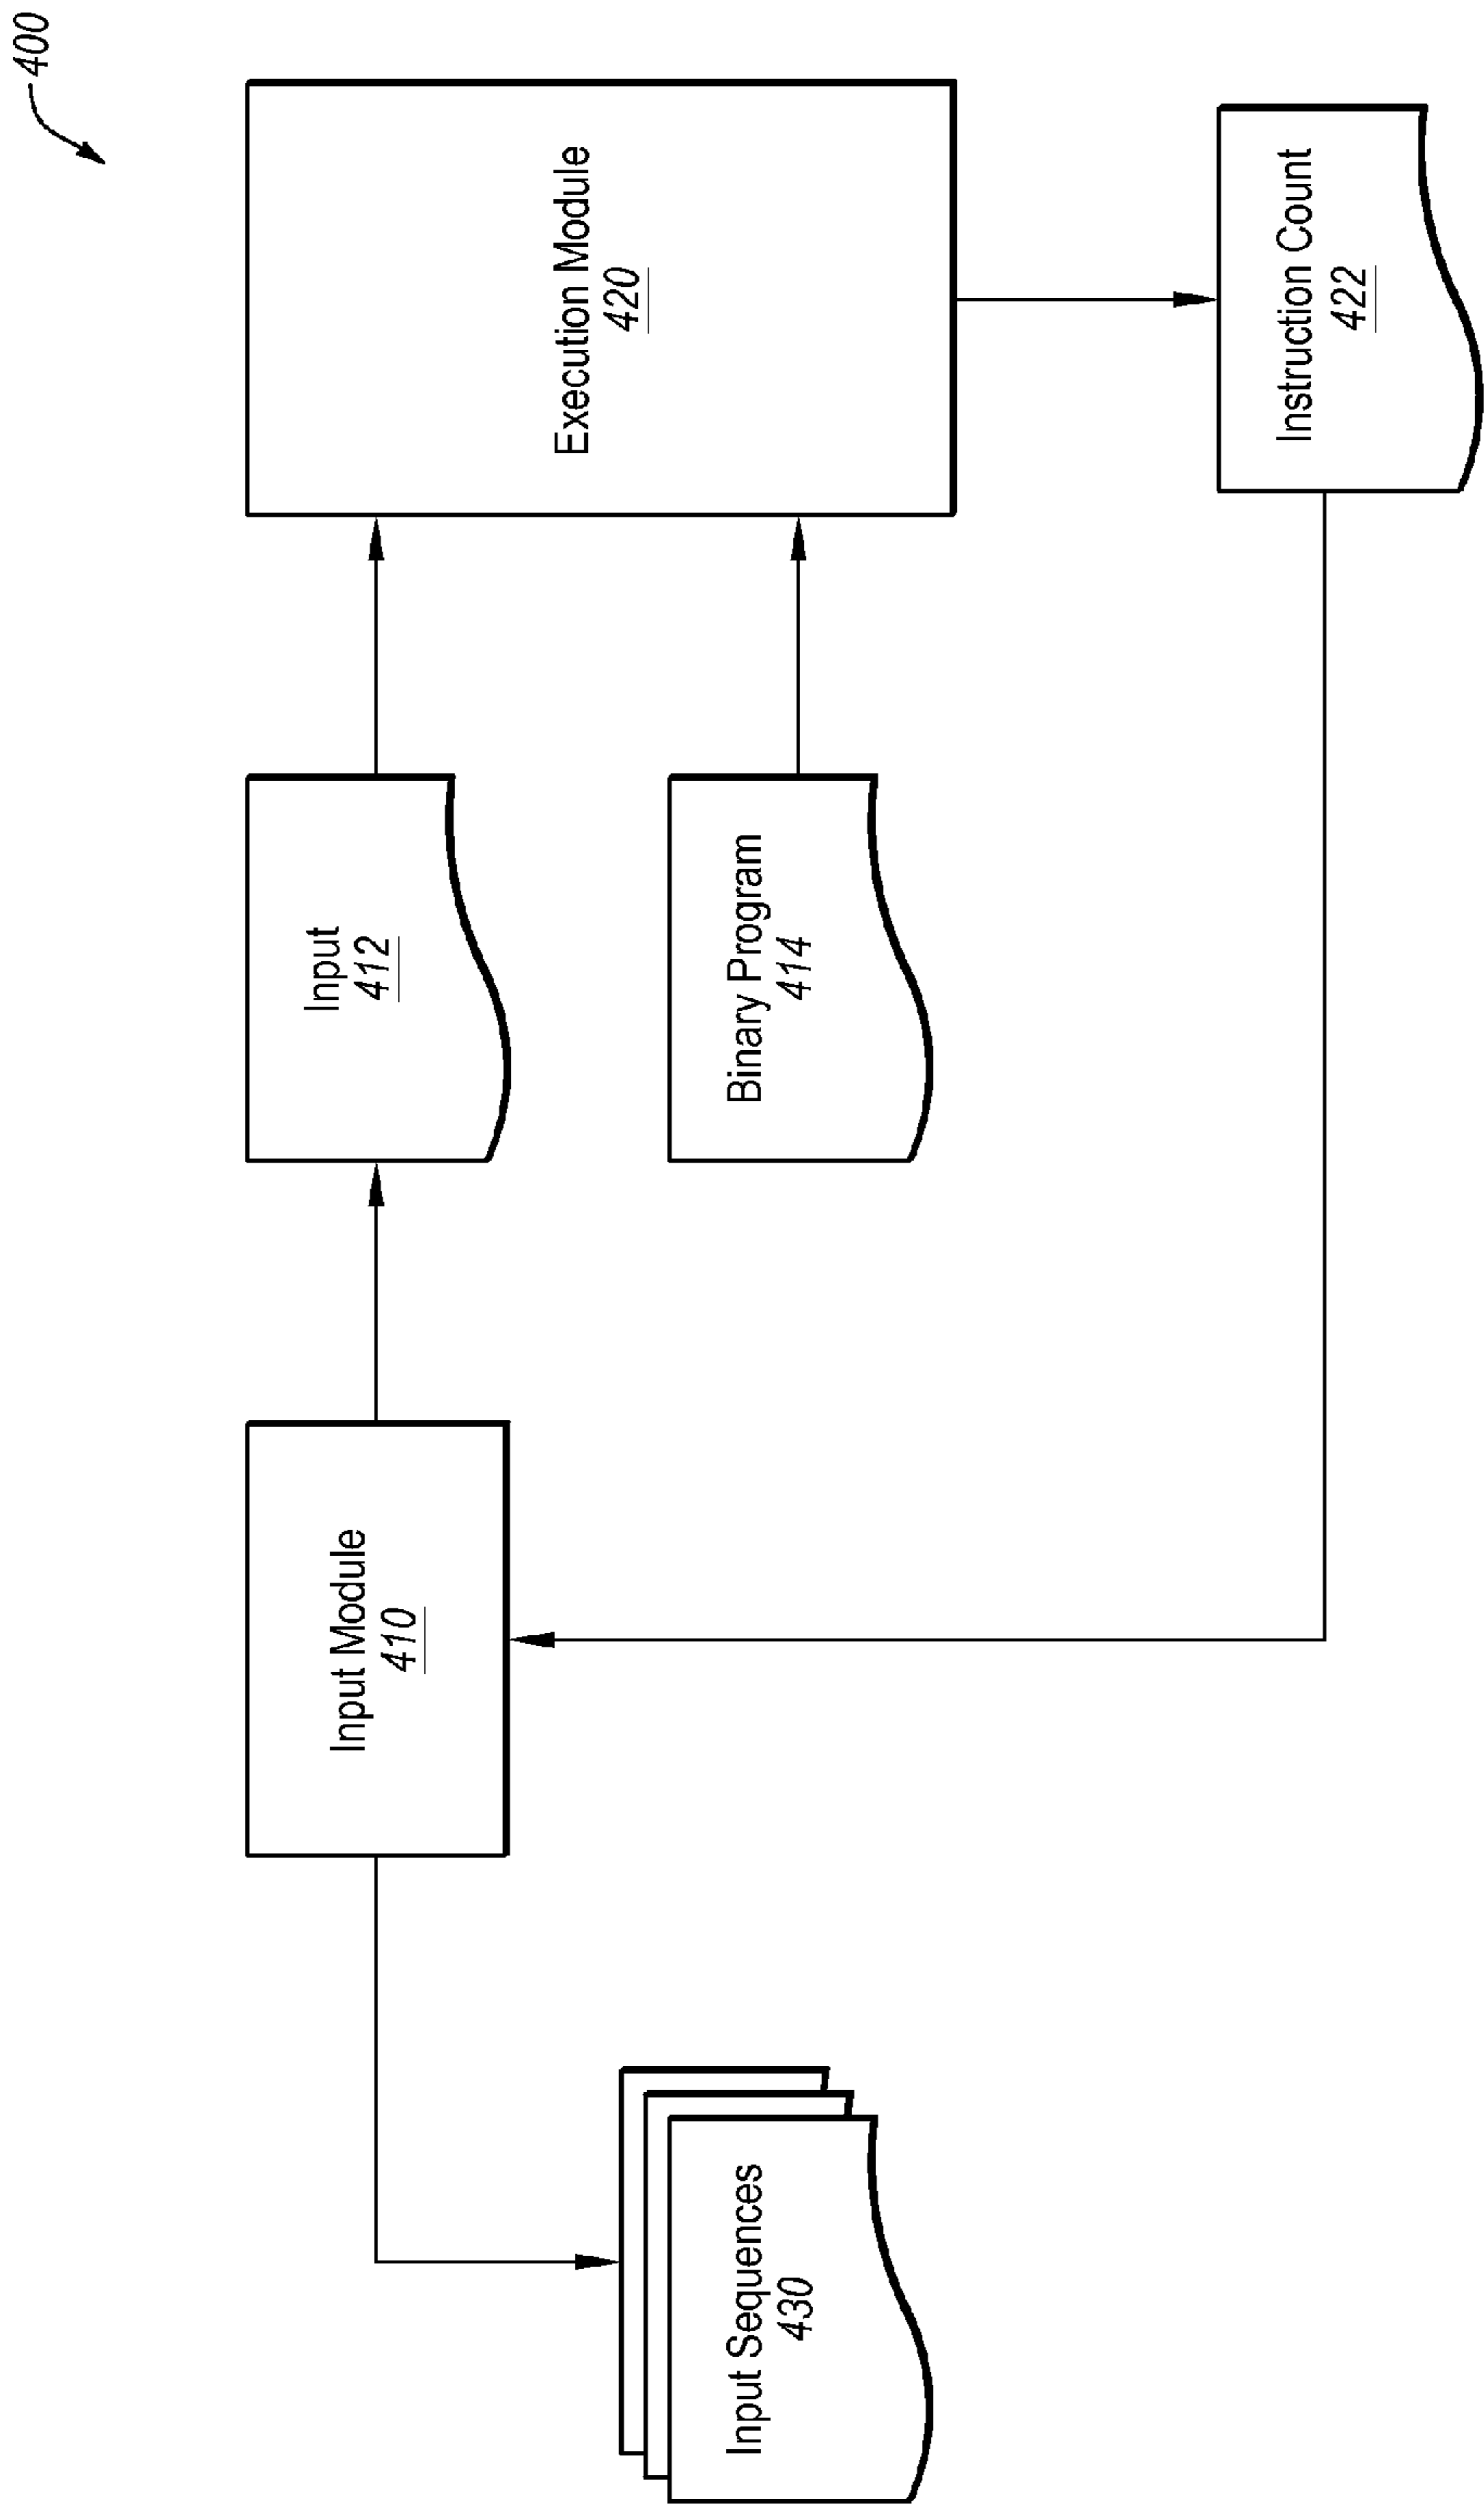 400
Input Module
410
Input
412
Execution Module
420
Input Sequences
430
Binary Program
414
Instruction Count
422